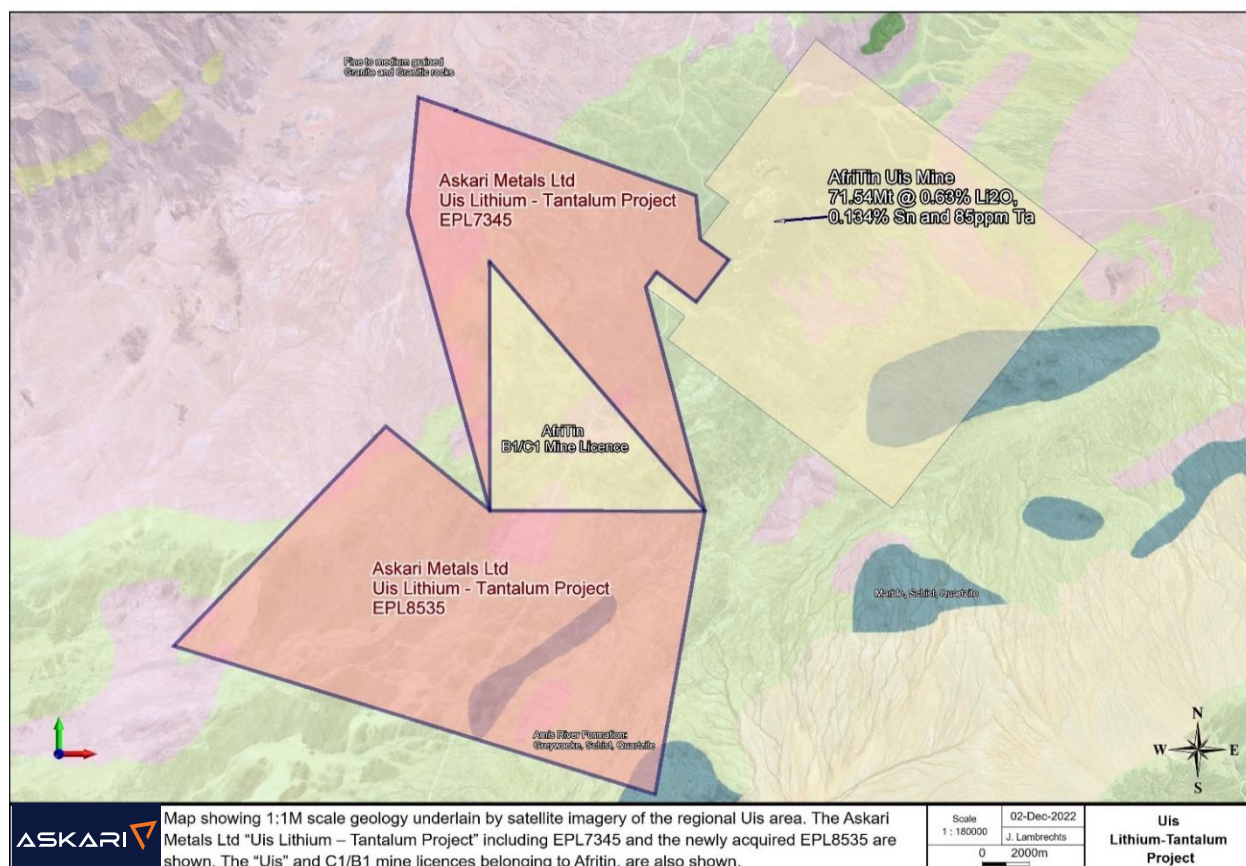 Fine to medium grained
Granite and Granitic rocks
Askari Metals Ltd
Uis Lithium - Tantalum Project
EPL7345
AfriTin Uis Mine
71.54Mt @ 0.63% Li2O,
0.134% Sn and 85ppm Ta
AfriTin
B1/C1 Mine Licence
Askari Metals Ltd
Uis Lithium - Tantalum Project
EPL8535
Marble, Schist, Quartzite
Amis River Formation:
Greywacke, Schist, Quartzite
N
W E
S
ASKARI
Map showing 1:1M scale geology underlain by satellite imagery of the regional Uis area. The Askari
Metals Ltd “Uis Lithium – Tantalum Project” including EPL7345 and the newly acquired EPL8535 are
shown. The “Uis” and C1/B1 mine licences belonging to Afritin, are also shown.
Scale
1 : 180000
02-Dec-2022
J. Lambrechts
0 2000m
Uis
Lithium-Tantalum
Project